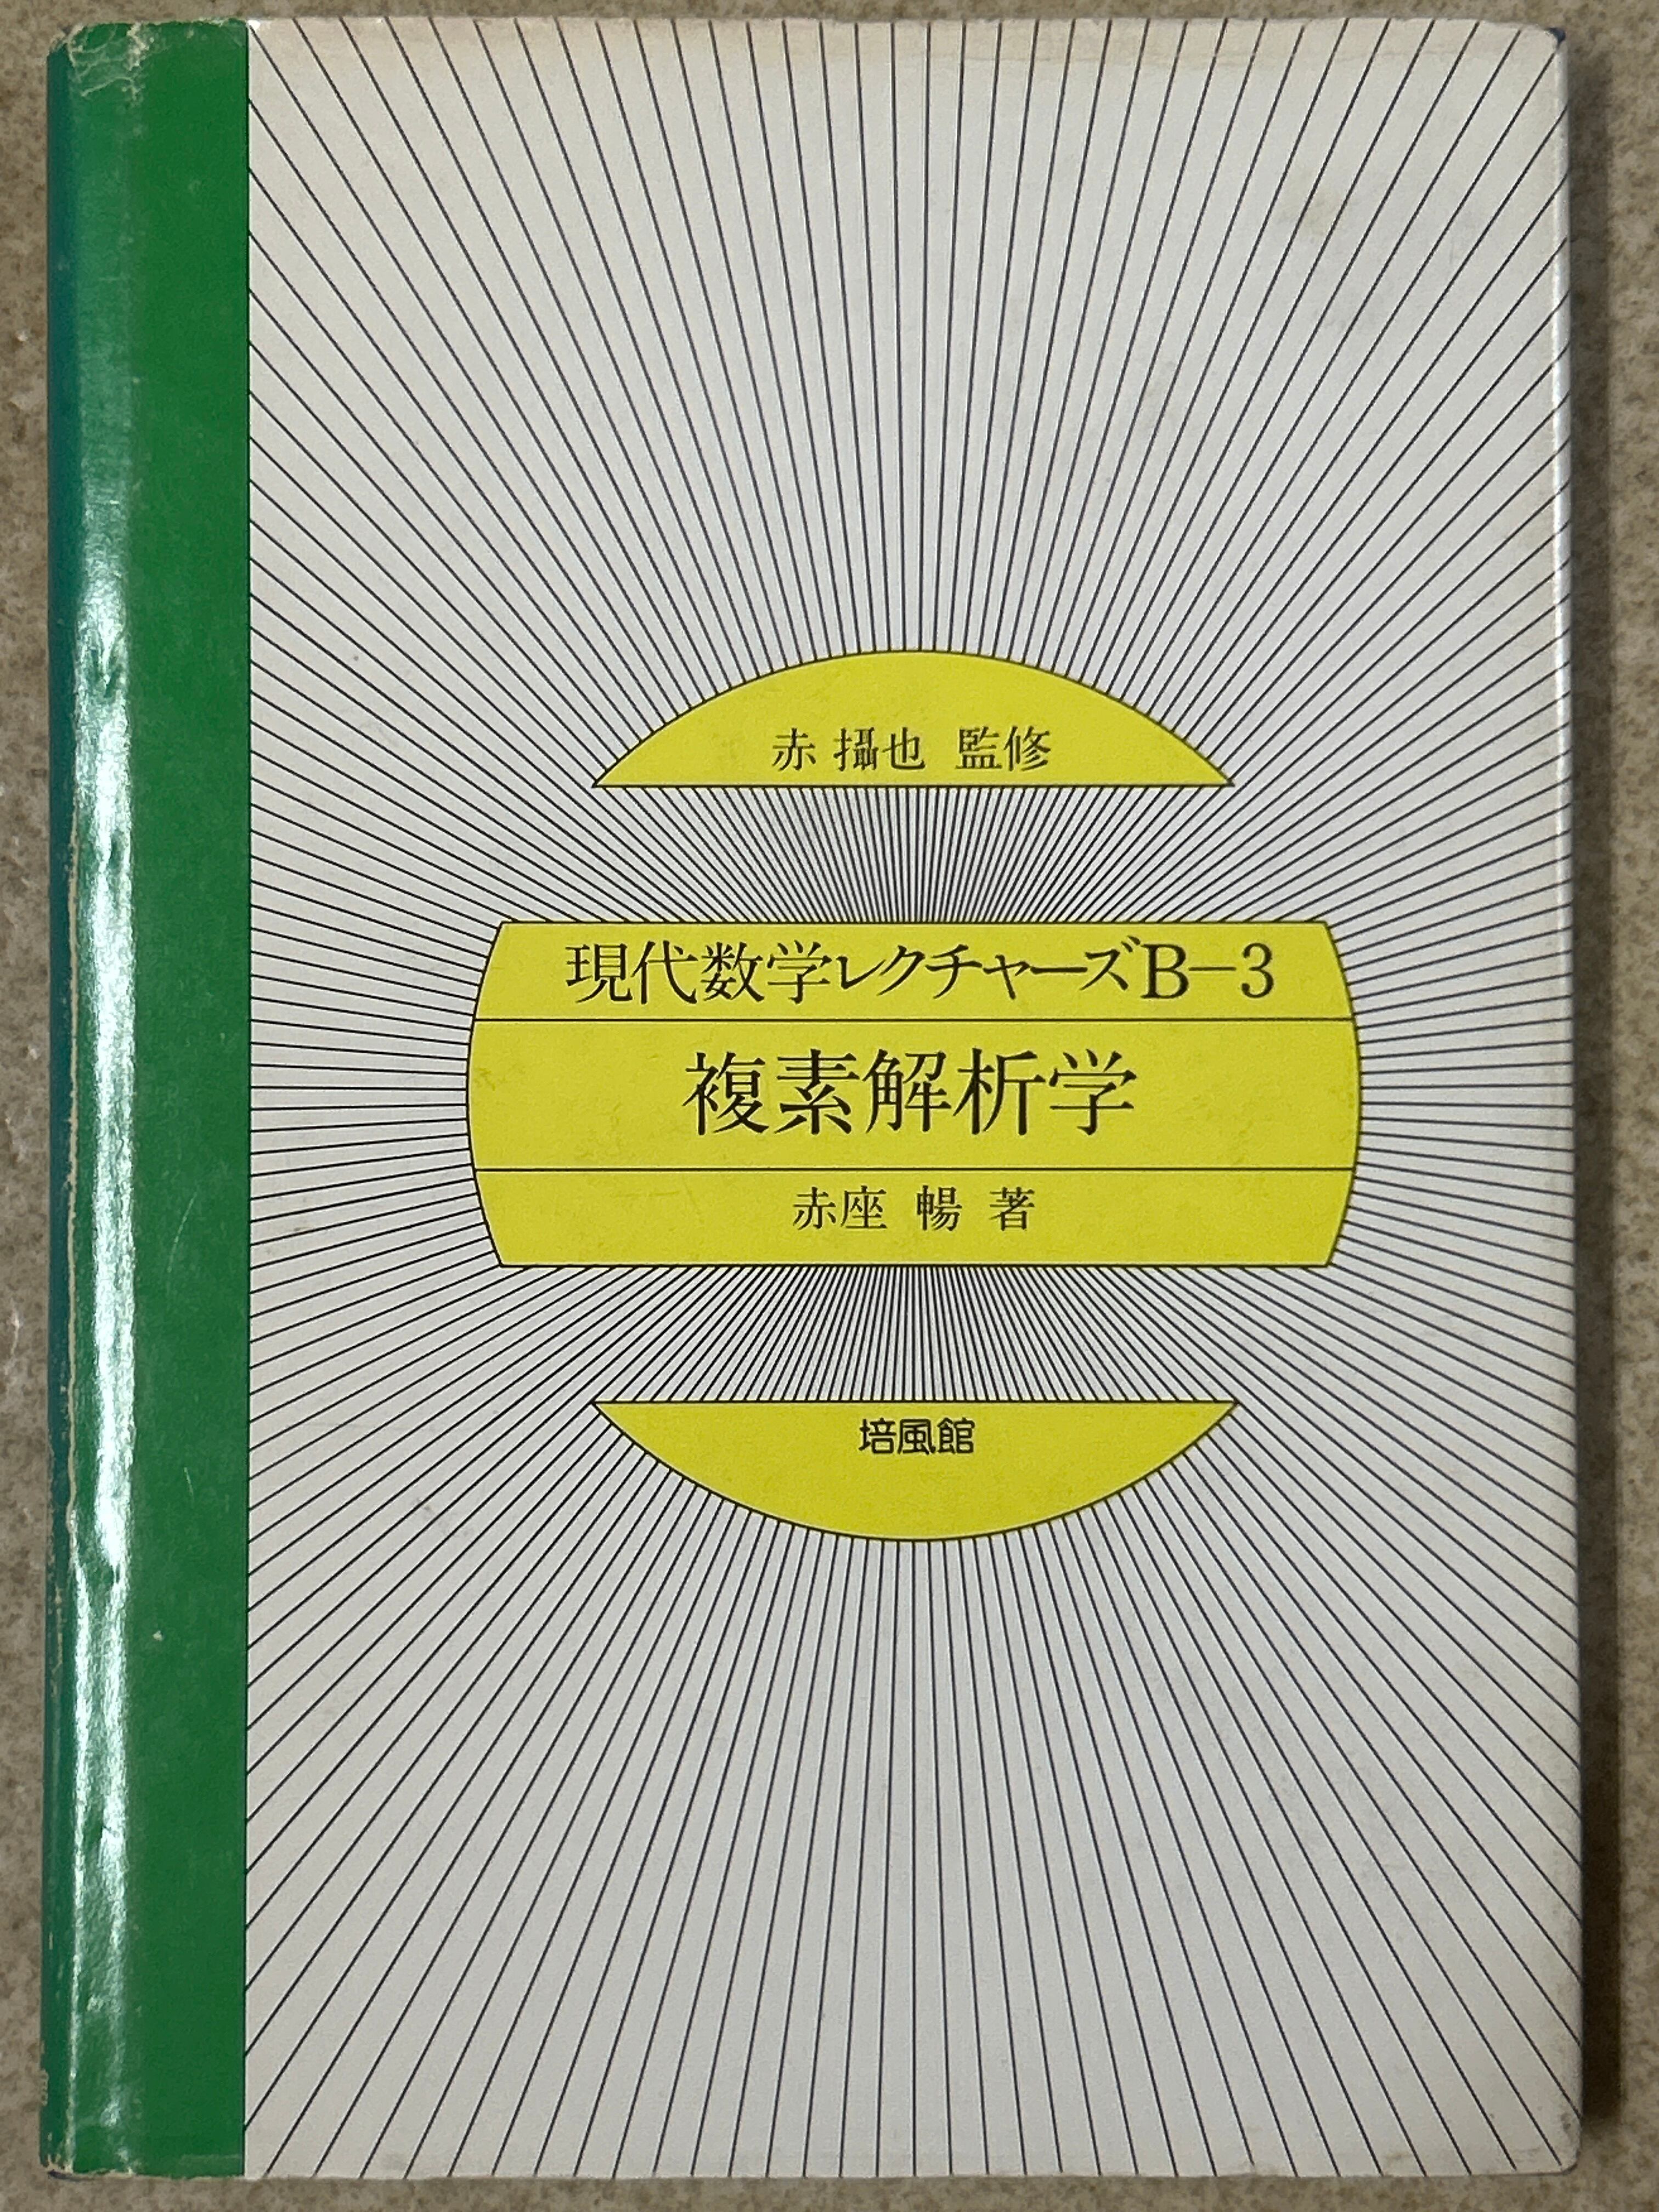 赤 攝也 監修
現代数学レクチャーズB-3
複素解析学
赤座 暢 著
培風館